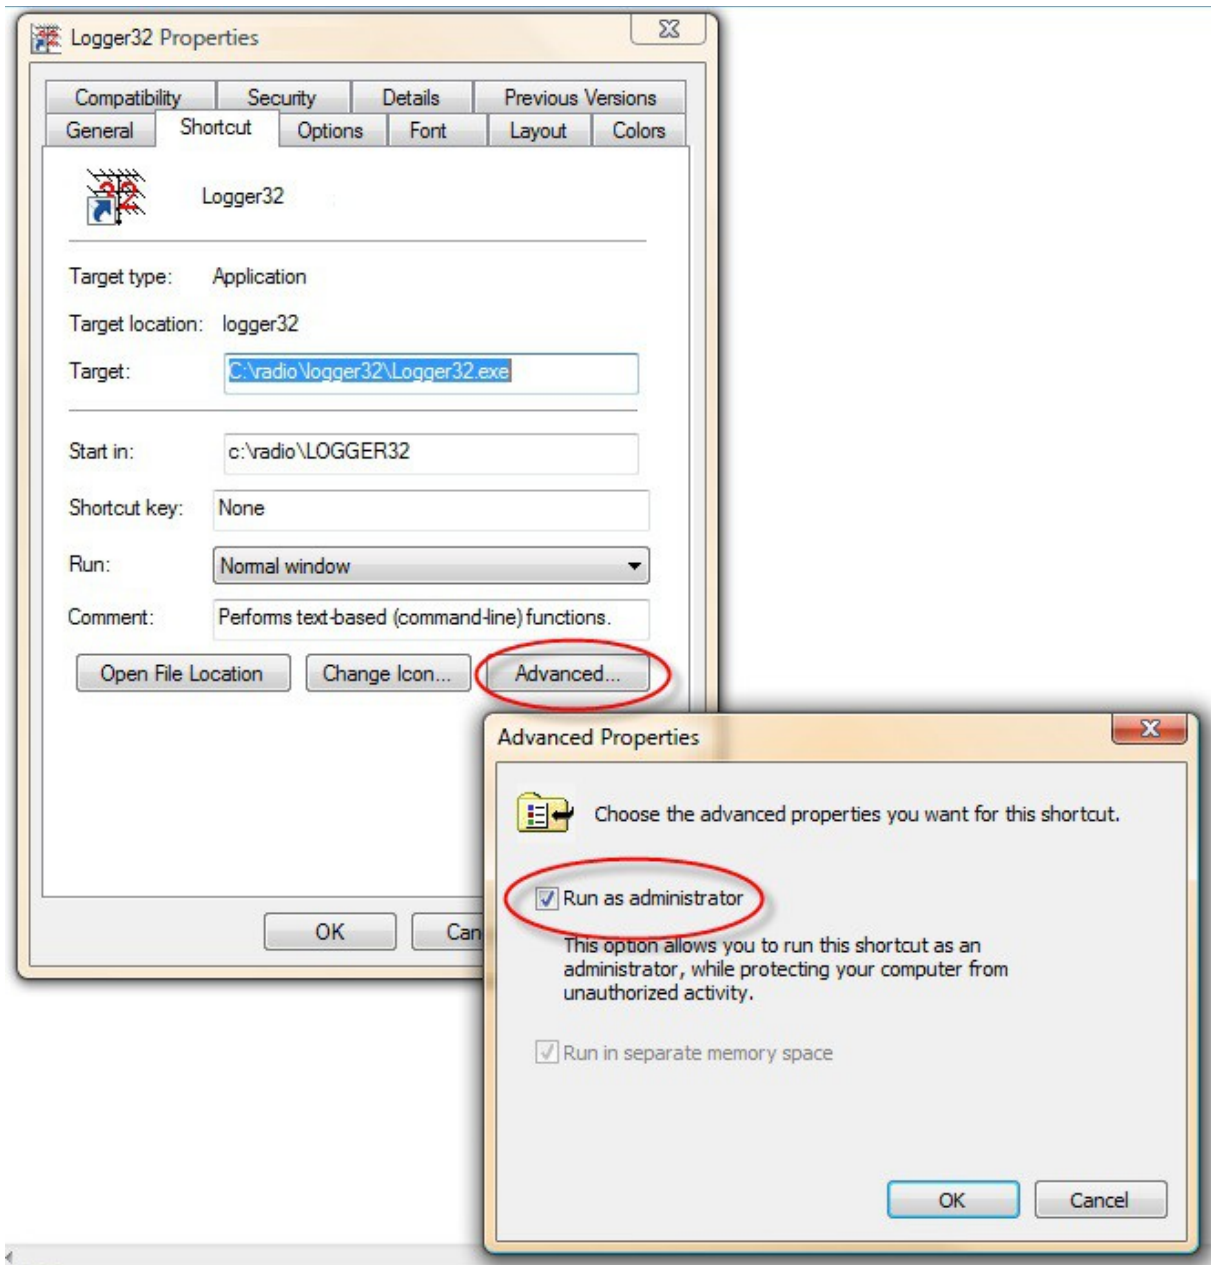 Logger32 Properties
Compatibility Security Details Previous Versions
General Shortcut Options Font Layout Colors
32
Logger32
Target type: Application
Target location: logger32
Target: C:\radio\logger32\Logger32.exe
Start in: c:\radio\LOGGER32
Shortcut key: None
Run: Normal window
Comment: Performs text-based (command-line) functions.
Open File Location Change Icon... Advanced...
OK Can
Advanced Properties
Choose the advanced properties you want for this shortcut.
Run as administrator
This option allows you to run this shortcut as an
administrator, while protecting your computer from
unauthorized activity.
Run in separate memory space
OK Cancel